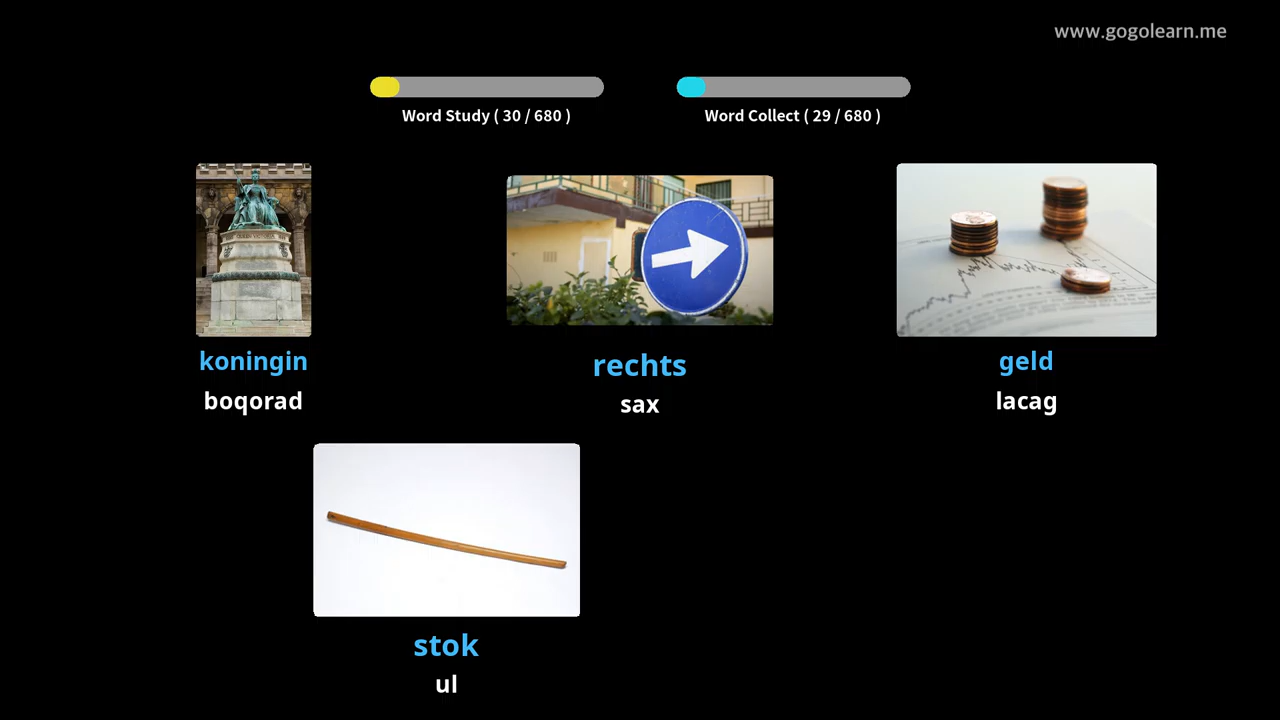 www.gogolearn.me
Word Study ( 30 / 680 )
Word Collect ( 29 / 680 )
koningin
boqorad
rechts
sax
geld
lacag
stok
ul